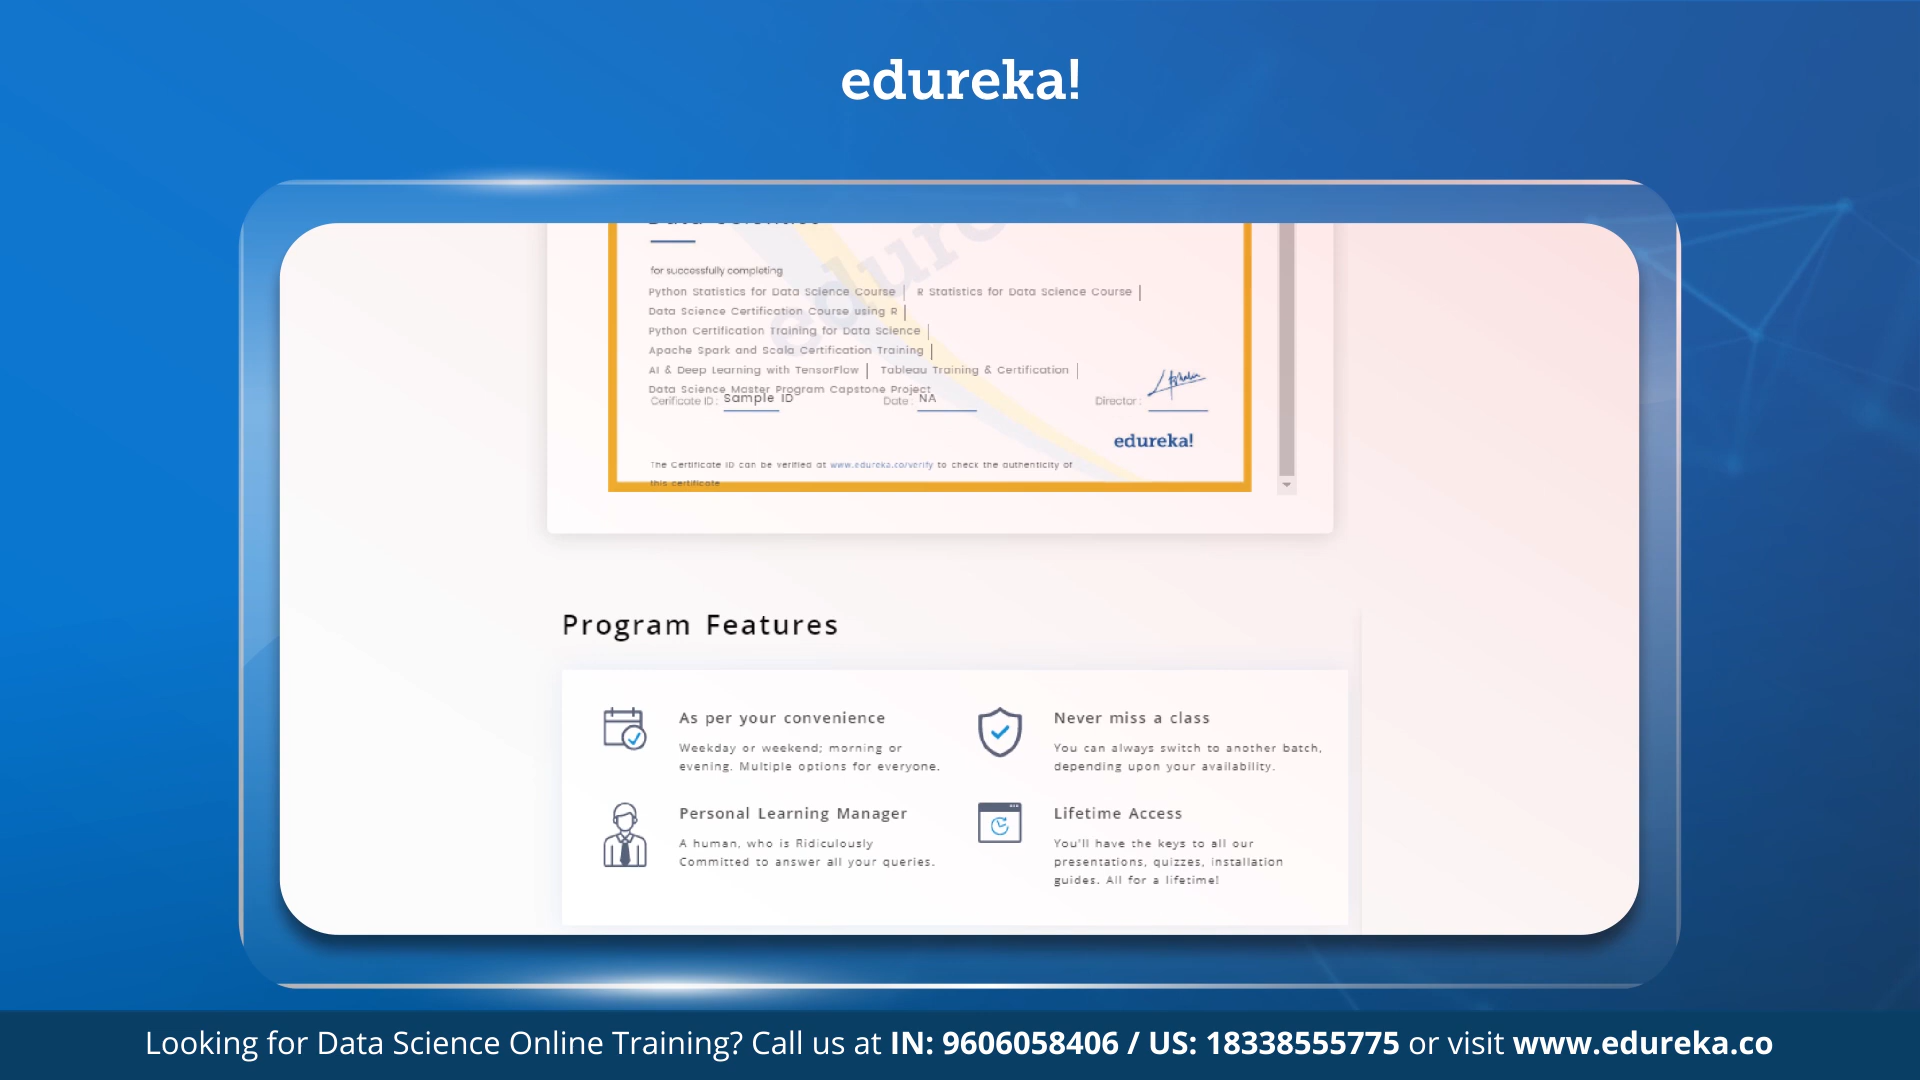 edureka!
for successfully completing
Python Statistics for Data Science Course | R Statistics for Data Science Course |
Data Science Certification Course using R |
Python Certification Training for Data Science |
Apache Spark and Scala Certification Training |
AI & Deep Learning with TensorFlow | Tableau Training & Certification |
Data Science Master Program Capstone Project
Cerificate ID : Sample ID Date : NA Director :
edureka!
The Certificate ID can be verified at www.edureka.co/verify to check the authenticity of
this certificate
Program Features
As per your convenience
Weekday or weekend; morning or
evening. Multiple options for everyone.
Never miss a class
You can always switch to another batch,
depending upon your availability.
Personal Learning Manager
A human, who is Ridiculously
Committed to answer all your queries.
Lifetime Access
You'll have the keys to all our
presentations, quizzes, installation
guides. All for a lifetime!
Looking for Data Science Online Training? Call us at IN: 9606058406 / US: 18338555775 or visit www.edureka.co